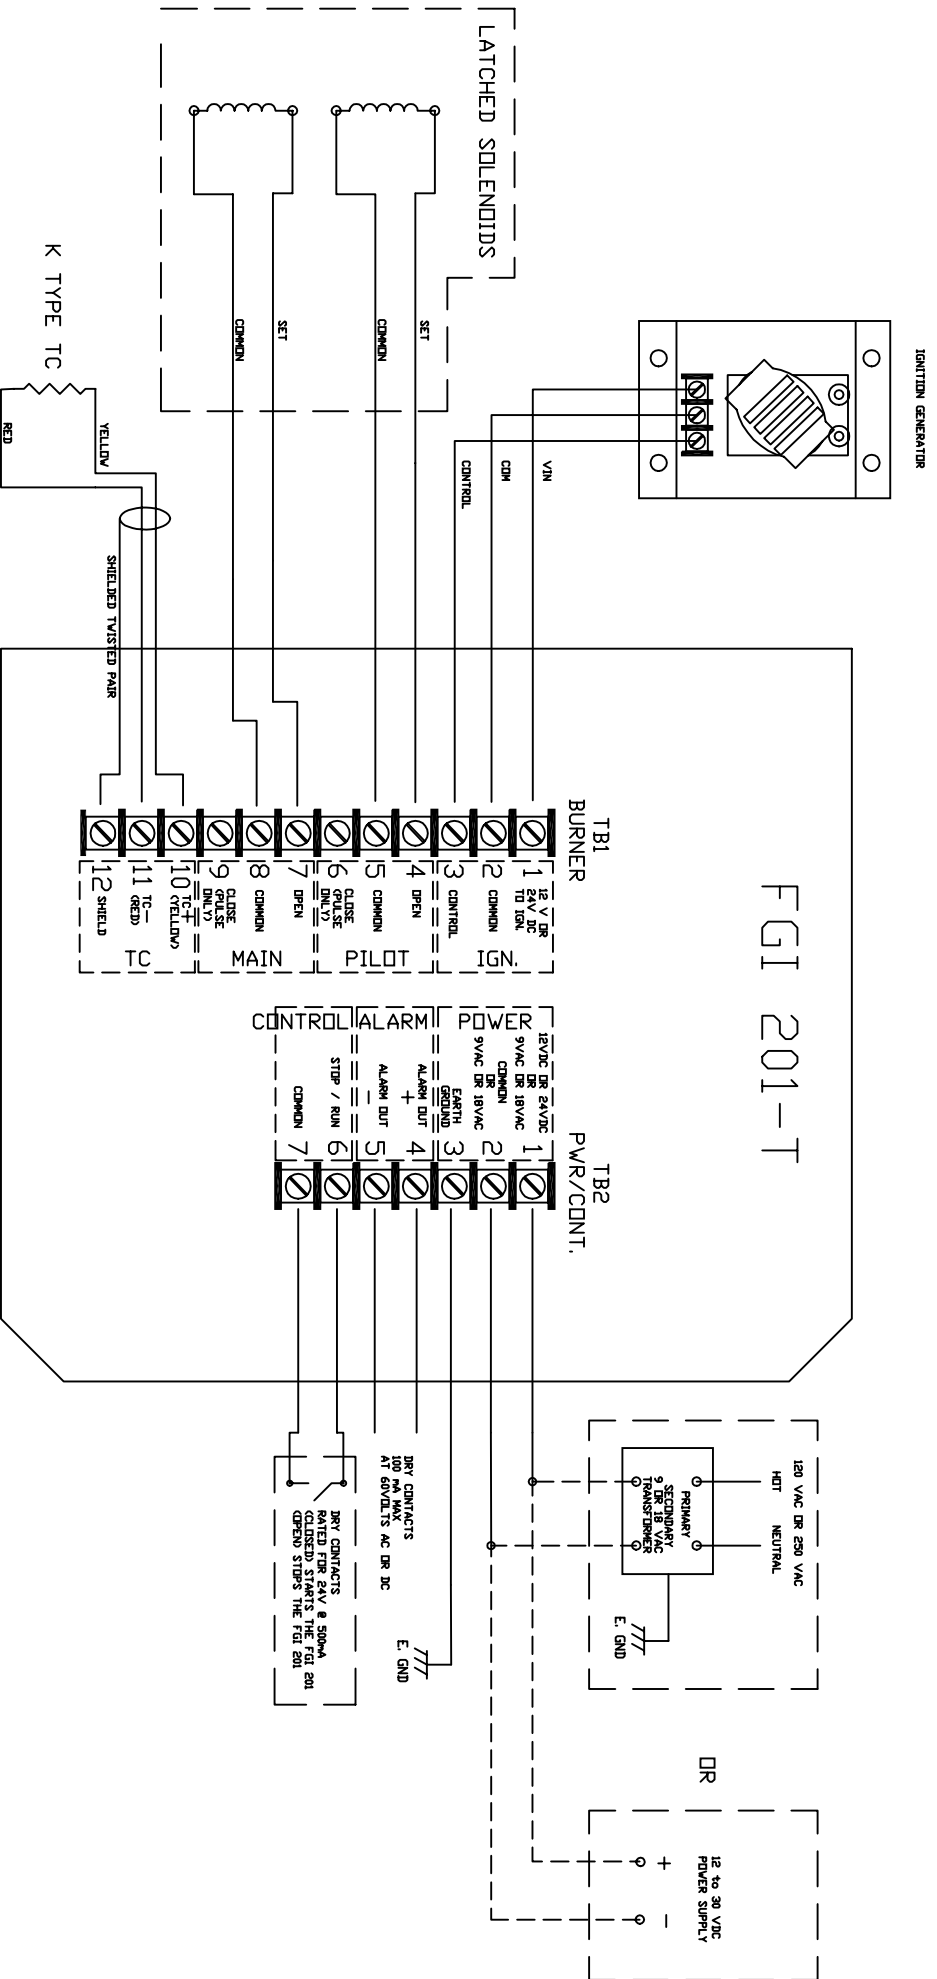 LATCHED SOLENOIDS
SET
COMMON
SET
COMMON
K TYPE TC
YELLOW
RED
SHIELDED TWISTED PAIR
IGNITION GENERATOR
VIN
COM
CONTROL
FGI 201-T
TB1
BURNER
1 12 V OR
24V DC
TO IGN.
2 COMMON
3 CONTROL
IGN.
4 OPEN
5 COMMON
6 CLOSE
(PULSE
ONLY)
PILOT
7 OPEN
8 COMMON
9 CLOSE
(PULSE
ONLY)
MAIN
10 TC+
(YELLOW)
11 TC-
(RED)
12 SHIELD
TC
TB2
PWR/CONT.
POWER
12VDC OR 24VDC
OR
9VAC OR 18VAC
1
COMMON
OR
9VAC OR 18VAC
2
EARTH
GROUND
3
ALARM
ALARM OUT
+
4
ALARM OUT
-
5
CONTROL
STOP / RUN
6
COMMON
7
120 VAC OR 250 VAC
HOT NEUTRAL
PRIMARY
SECONDARY
9 OR 18 VAC
TRANSFORMER
E. GND
OR
12 to 30 VDC
POWER SUPPLY
+ -
E. GND
DRY CONTACTS
100 mA MAX
AT 60VOLTS AC OR DC
DRY CONTACTS
RATED FOR 24V @ 500mA
(CLOSED) STARTS THE FGI 201
(OPEN) STOPS THE FGI 201